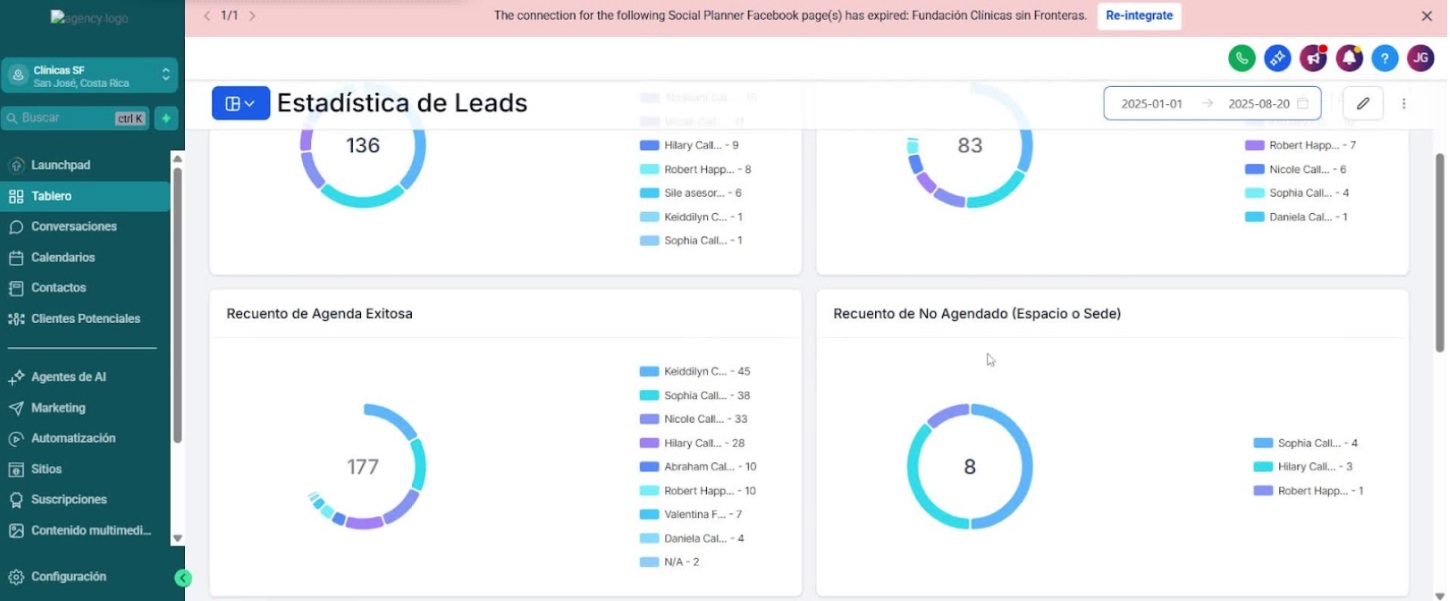 agency logo
1/1
The connection for the following Social Planner Facebook page(s) has expired: Fundación Clínicas sin Fronteras.
Re-integrate
Clínicas SF
San José, Costa Rica
Buscar
ctrl K
Launchpad
Tablero
Conversaciones
Calendarios
Contactos
Clientes Potenciales
Agentes de AI
Marketing
Automatización
Sitios
Suscripciones
Contenido multimedi...
Configuración
?
JG
Estadística de Leads
2025-01-01 → 2025-08-20
136
Hilary Call... - 9
Robert Happ... - 8
Sile asesor... - 6
Keiddilyn C... - 1
Sophia Call... - 1
83
Robert Happ... - 7
Nicole Call... - 6
Sophia Call... - 4
Daniela Cal... - 1
Recuento de Agenda Exitosa
177
Keiddilyn C... - 45
Sophia Call... - 38
Nicole Call... - 33
Hilary Call... - 28
Abraham Cal... - 10
Robert Happ... - 10
Valentina F... - 7
Daniela Cal... - 4
N/A - 2
Recuento de No Agendado (Espacio o Sede)
8
Sophia Call... - 4
Hilary Call... - 3
Robert Happ... - 1